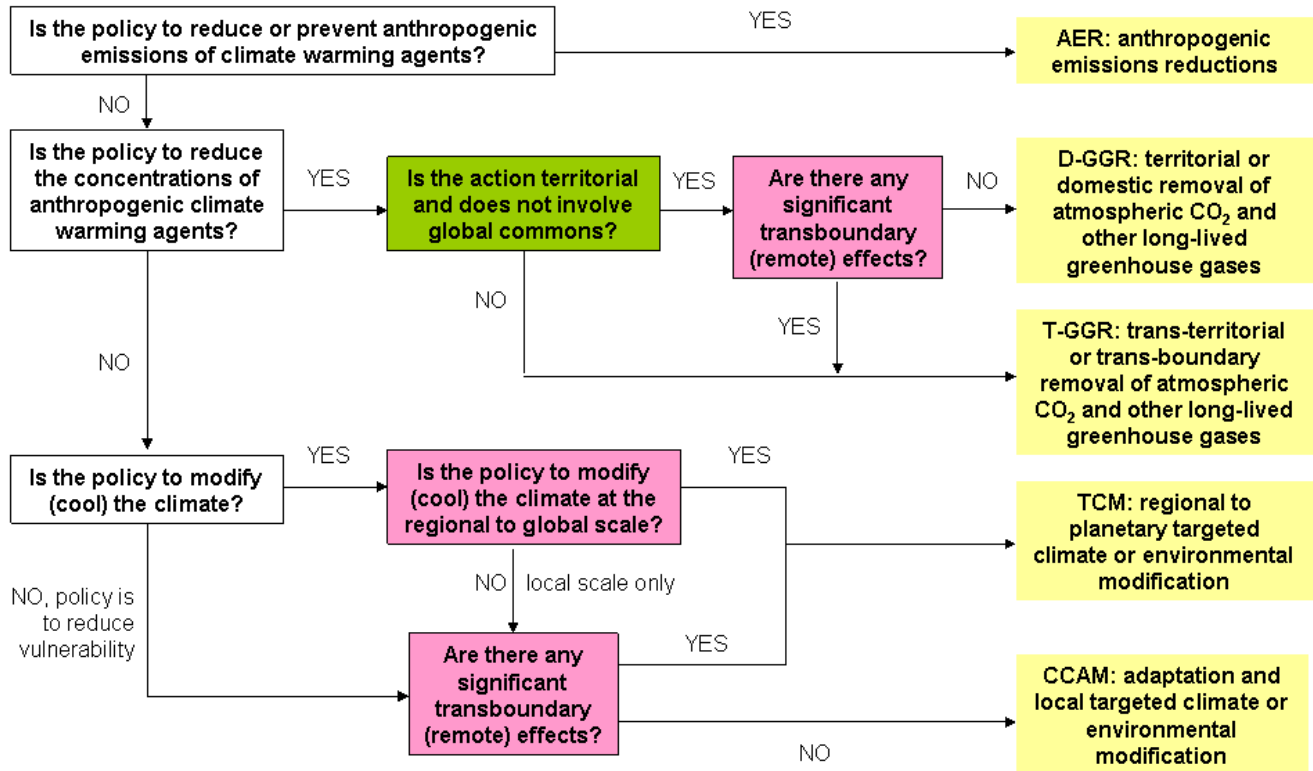 Is the policy to reduce or prevent anthropogenic
emissions of climate warming agents?
YES
AER: anthropogenic
emissions reductions
NO
Is the policy to reduce
the concentrations of
anthropogenic climate
warming agents?
YES
Is the action territorial
and does not involve
global commons?
YES
Are there any
significant
transboundary
(remote) effects?
NO
D-GGR: territorial or
domestic removal of
atmospheric CO₂ and
other long-lived
greenhouse gases
NO
YES
T-GGR: trans-territorial
or trans-boundary
removal of atmospheric
CO₂ and other long-lived
greenhouse gases
NO
Is the policy to modify
(cool) the climate?
YES
Is the policy to modify
(cool) the climate at the
regional to global scale?
YES
TCM: regional to
planetary targeted
climate or environmental
modification
NO local scale only
NO, policy is
to reduce
vulnerability
Are there any
significant
transboundary
(remote) effects?
YES
NO
CCAM: adaptation and
local targeted climate or
environmental
modification